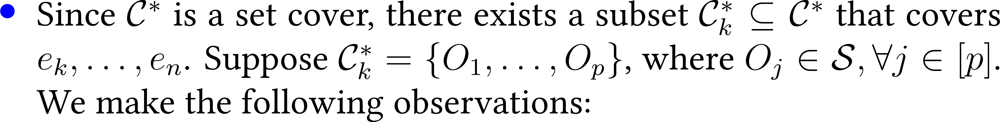 • Since $\mathcal{C}^*$ is a set cover, there exists a subset $\mathcal{C}_k^* \subseteq \mathcal{C}^*$ that covers
$e_k, \ldots, e_n$. Suppose $\mathcal{C}_k^* = \{O_1, \ldots, O_p\}$, where $O_j \in \mathcal{S}, \forall j \in [p]$.
We make the following observations: